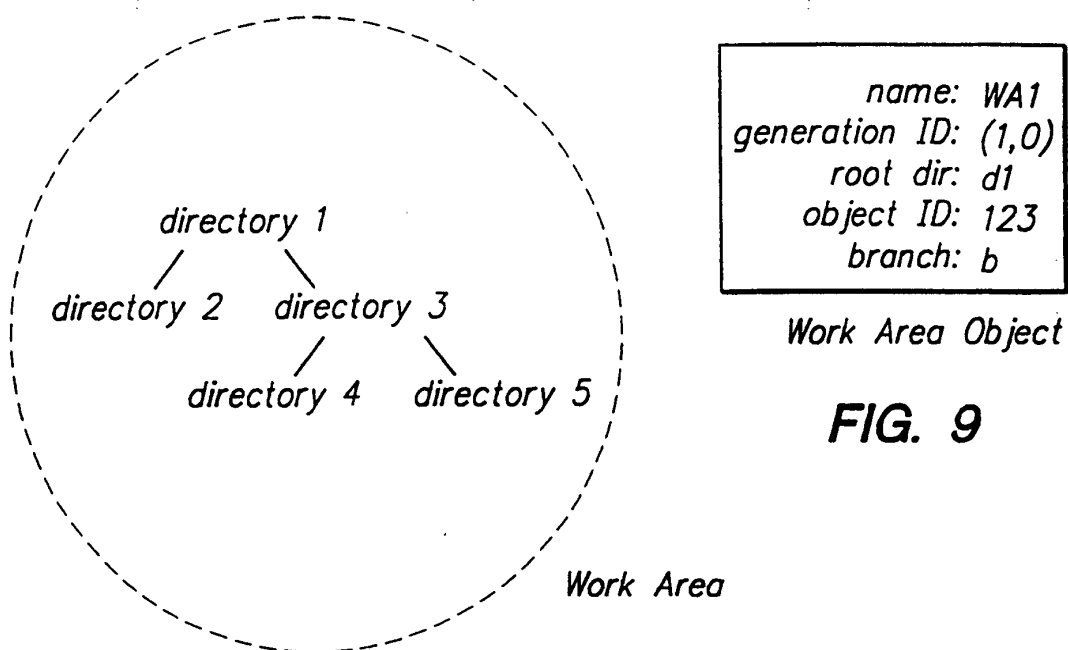 directory 1
directory 2 directory 3
directory 4 directory 5
Work Area
name: WA1
generation ID: (1,0)
root dir: d1
object ID: 123
branch: b
Work Area Object
FIG. 9